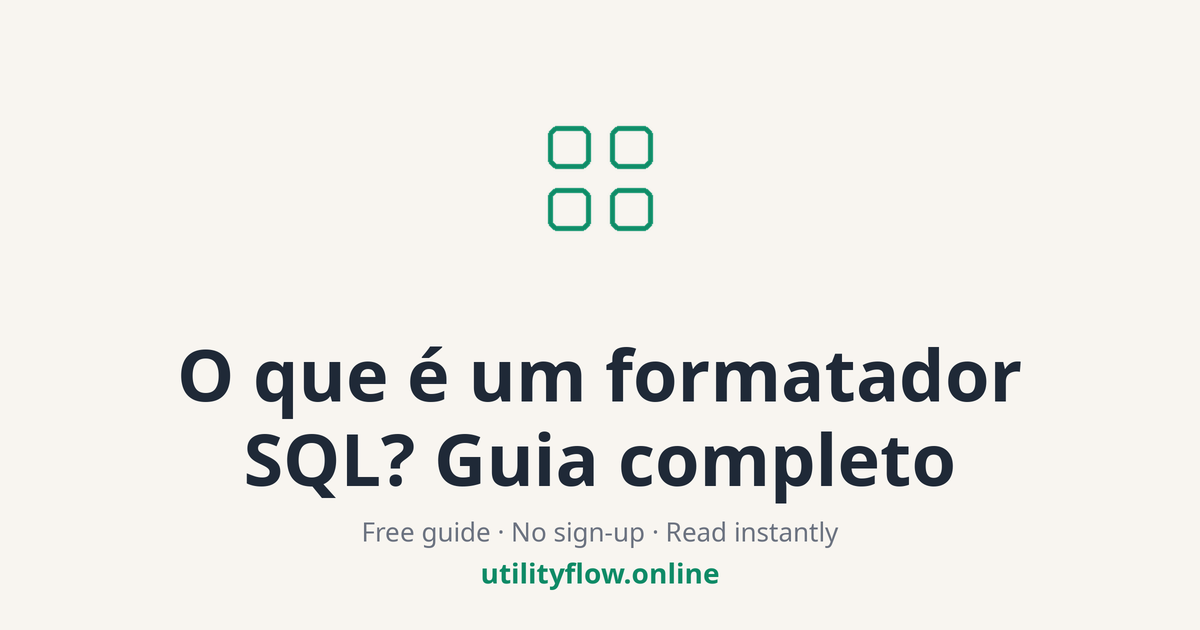 O que é um formatador
SQL? Guia completo
Free guide · No sign-up · Read instantly
utilityflow.online